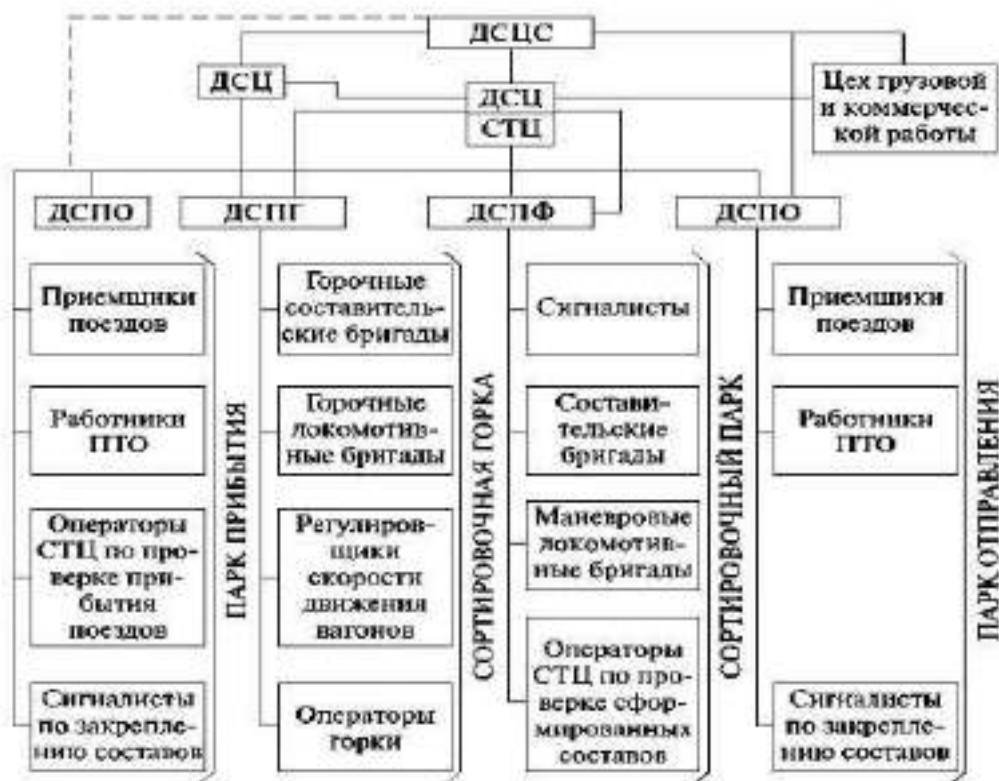 ДСЦС
ДСЦ
ДСЦ
СТЦ
Цех грузовой
и коммерчес-
кой работы
ДСПО
ДСПГ
ДСПФ
ДСПО
Приемщики
поездов
Работники
ПТО
Операторы
СТЦ по про-
верке при-
бытия
поездов
Сигналисты
по закрепле-
нию составов
ПАРК ПРИБЫТИЯ
Горочные
составитель-
ские бригады
Горочные
локомотив-
ные бригады
Регулиров-
щики
скорости
движения
вагонов
Операторы
горки
СОРТИРОВОЧНАЯ ГОРКА
Сигналисты
Состави-
тельские
бригады
Маневровые
локомотив-
ные бригады
Операторы
СТЦ по про-
верке сфор-
мированных
составов
СОРТИРОВОЧНЫЙ ПАРК
Приемщики
поездов
Работники
ПТО
Сигналисты
по закрепле-
нию составов
ПАРК ОТПРАВЛЕНИЯ